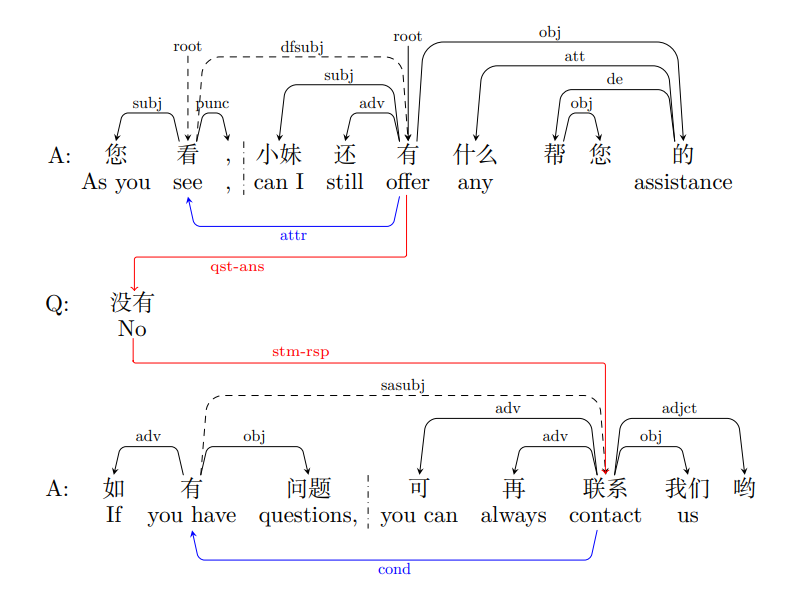 root dfsubj root obj
subj att
subj punc adv de obj
A: 您 看 , 小妹 还 有 什么 帮 您 的
As you see , can I still offer any assistance
attr
qst-ans
Q: 没有
No
stm-rsp
sasubj
adv adjct
adv obj adv obj
A: 如 有 问题 可 再 联系 我们 哟
If you have questions, you can always contact us
cond